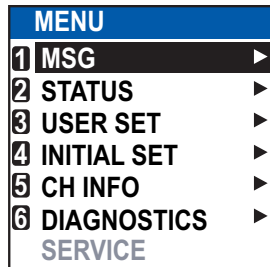 MENU
1 MSG ▶
2 STATUS ▶
3 USER SET ▶
4 INITIAL SET ▶
5 CH INFO ▶
6 DIAGNOSTICS ▶
SERVICE